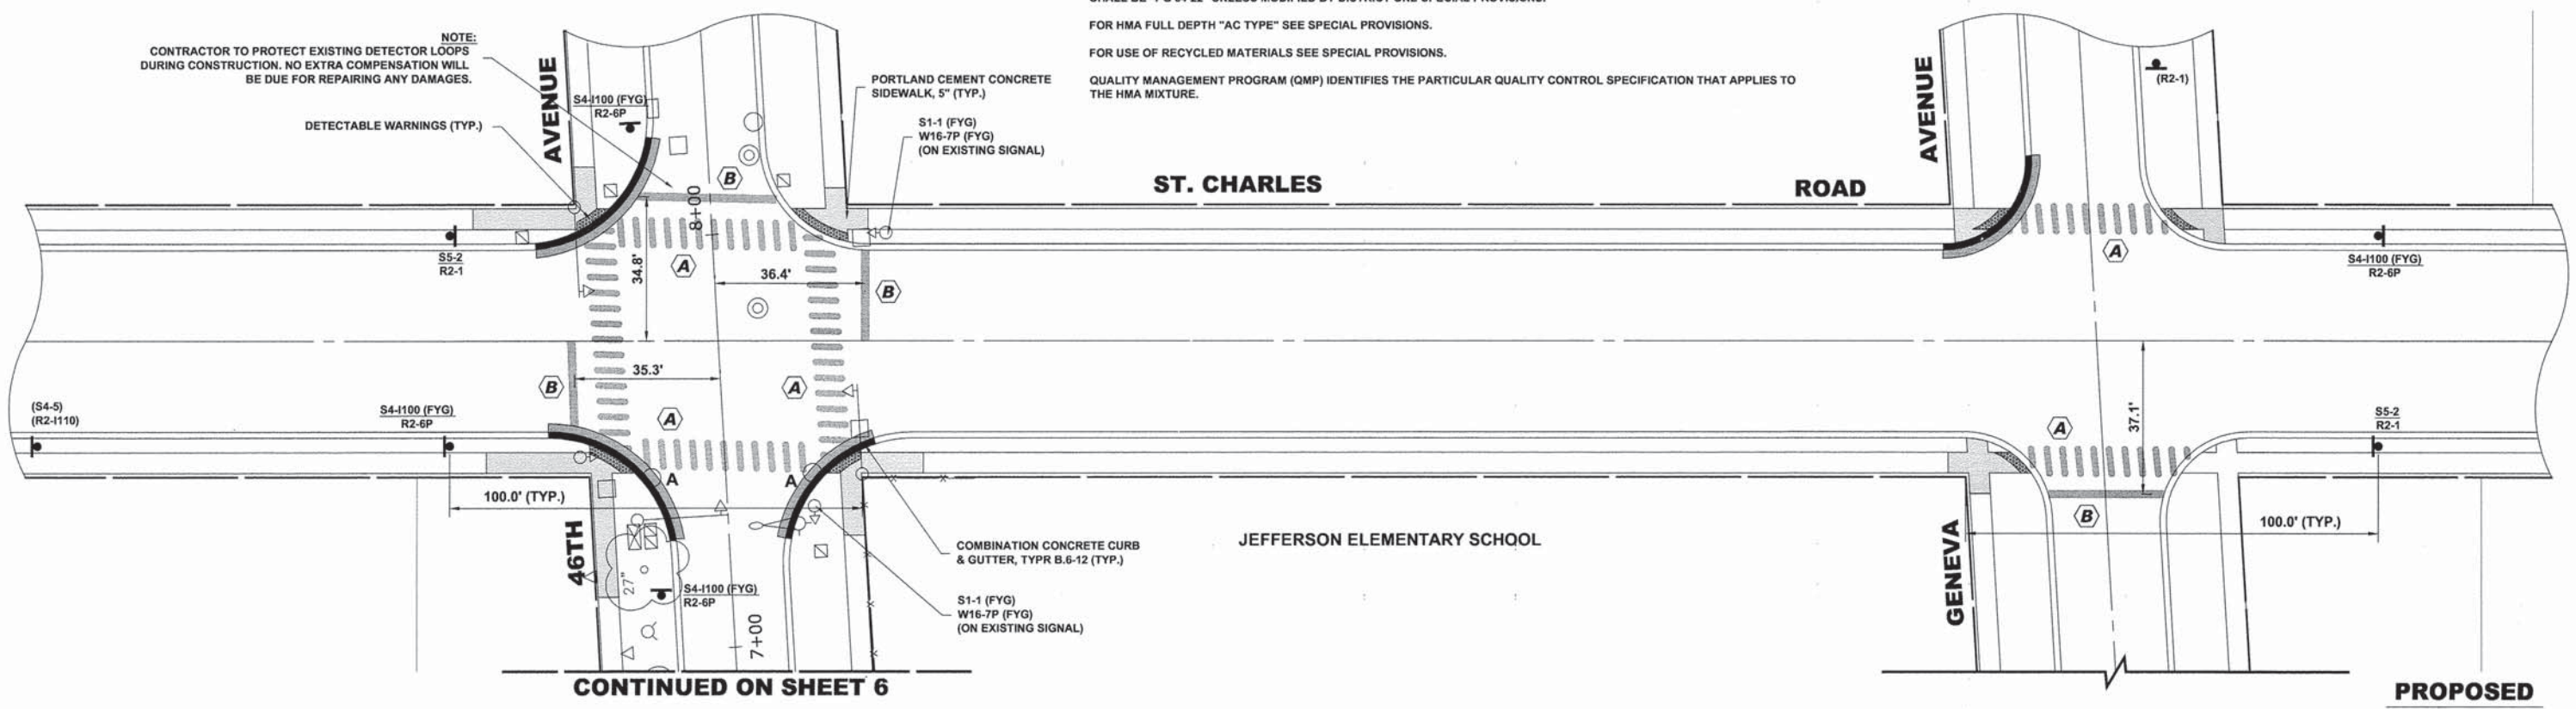 FOR HMA FULL DEPTH "AC TYPE" SEE SPECIAL PROVISIONS.
FOR USE OF RECYCLED MATERIALS SEE SPECIAL PROVISIONS.
QUALITY MANAGEMENT PROGRAM (QMP) IDENTIFIES THE PARTICULAR QUALITY CONTROL SPECIFICATION THAT APPLIES TO
THE HMA MIXTURE.
NOTE:
CONTRACTOR TO PROTECT EXISTING DETECTOR LOOPS
DURING CONSTRUCTION. NO EXTRA COMPENSATION WILL
BE DUE FOR REPAIRING ANY DAMAGES.
DETECTABLE WARNINGS (TYP.)
AVENUE
S4-I100 (FYG)
R2-6P
PORTLAND CEMENT CONCRETE
SIDEWALK, 5" (TYP.)
S1-1 (FYG)
W16-7P (FYG)
(ON EXISTING SIGNAL)
ST. CHARLES
ROAD
AVENUE
(R2-1)
B
8+00
S5-2
R2-1
34.8'
A
36.4'
B
A
S4-I100 (FYG)
R2-6P
35.3'
B
A
A
(S4-5)
(R2-I110)
S4-I100 (FYG)
R2-6P
A
37.1'
S5-2
R2-1
A
A
100.0' (TYP.)
46TH
27"
S4-I100 (FYG)
R2-6P
7+00
COMBINATION CONCRETE CURB
& GUTTER, TYPR B.6-12 (TYP.)
S1-1 (FYG)
W16-7P (FYG)
(ON EXISTING SIGNAL)
JEFFERSON ELEMENTARY SCHOOL
GENEVA
B
100.0' (TYP.)
CONTINUED ON SHEET 6
PROPOSED